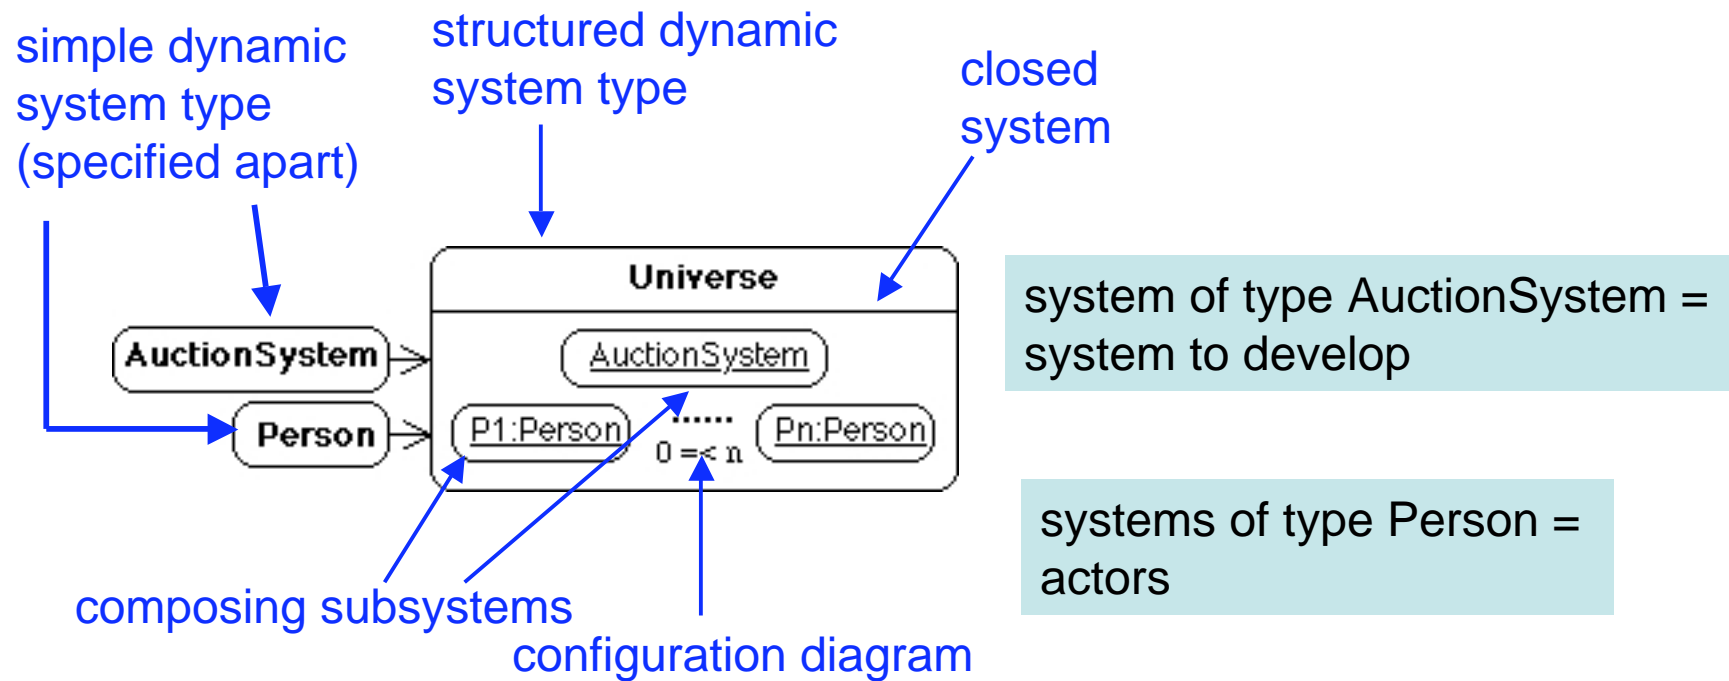 simple dynamic
system type
(specified apart)
structured dynamic
system type
closed
system
Universe
AuctionSystem
AuctionSystem
Person
P1:Person
......
0 =< n
Pn:Person
system of type AuctionSystem =
system to develop
systems of type Person =
actors
composing subsystems
configuration diagram